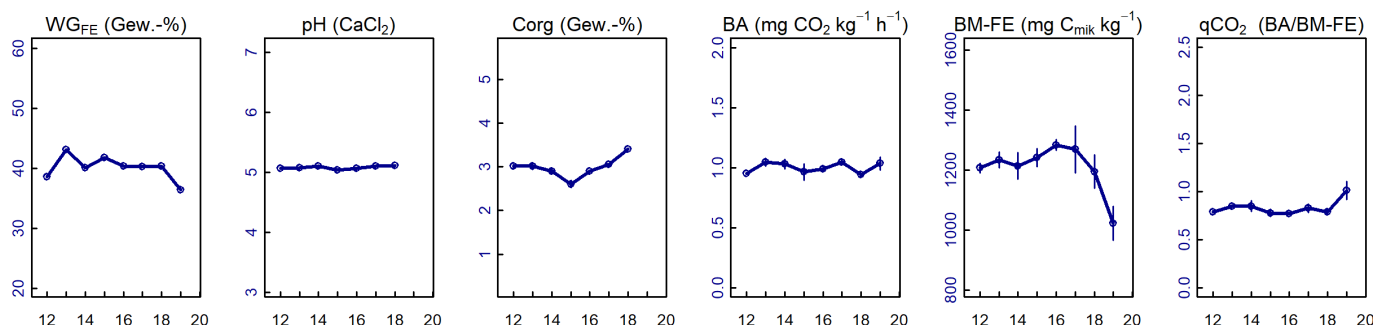 WG_FE (Gew.-%)
60
50
40
30
20
12 14 16 18 20
pH (CaCl₂)
7
6
5
4
3
12 14 16 18 20
Corg (Gew.-%)
5
4
3
2
1
12 14 16 18 20
BA (mg CO₂ kg⁻¹ h⁻¹)
2.0
1.5
1.0
0.5
0.0
12 14 16 18 20
BM-FE (mg C_mik kg⁻¹)
1600
1400
1200
1000
800
12 14 16 18 20
qCO₂ (BA/BM-FE)
2.5
2.0
1.5
1.0
0.5
0.0
12 14 16 18 20